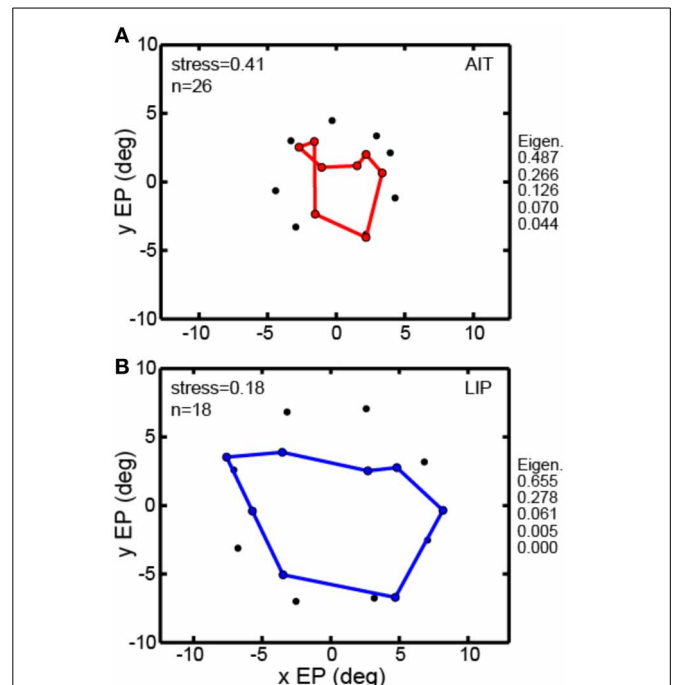 A
10
stress=0.41 AIT
n=26
5
0
-5
-10
y EP (deg)
-10 -5 0 5 10
Eigen.
0.487
0.266
0.126
0.070
0.044
B
10
stress=0.18 LIP
n=18
5
0
-5
-10
y EP (deg)
-10 -5 0 5 10
x EP (deg)
Eigen.
0.655
0.278
0.061
0.005
0.000